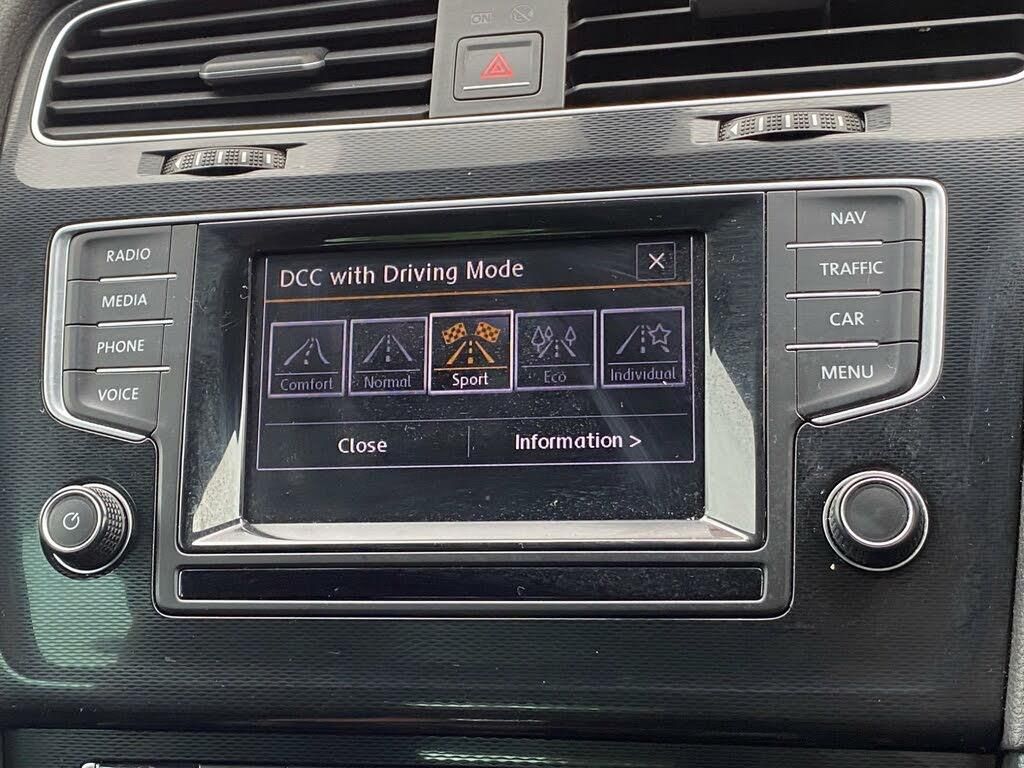 ON
RADIO
MEDIA
PHONE
VOICE
DCC with Driving Mode
Comfort
Normal
Sport
Eco
Individual
Close
Information >
NAV
TRAFFIC
CAR
MENU